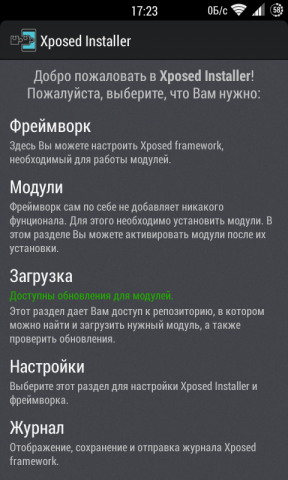 17:23
0Б/с
58
Xposed Installer
Добро пожаловать в Xposed Installer!
Пожалуйста, выберите, что Вам нужно:
Фреймворк
Здесь Вы можете настроить Xposed framework,
необходимый для работы модулей.
Модули
Фреймворк сам по себе не добавляет никакого
фунционала. Для этого необходимо установить модули. В
этом разделе Вы можете активировать модули после их
установки.
Загрузка
Доступны обновления для модулей.
Этот раздел дает Вам доступ к репозиторию, в котором
можно найти и загрузить нужный модуль, а также
проверить обновления.
Настройки
Выберите этот раздел для настройки Xposed Installer и
фреймворка.
Журнал
Отображение, сохранение и отправка журнала Xposed
framework.